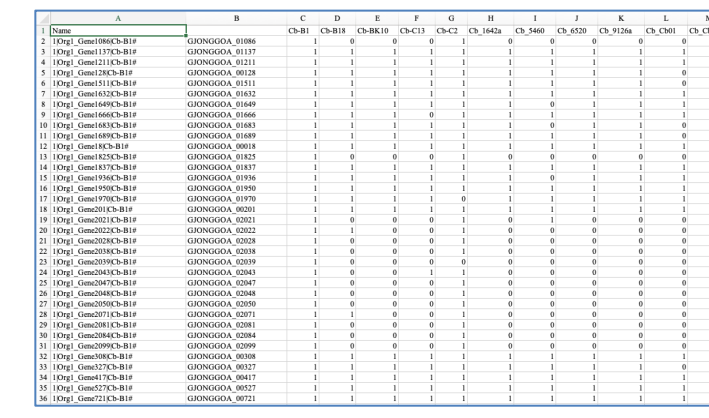 A B C D E F G H I J K L M
1 Name Cb-B1 Cb-B18 Cb-BK10 Cb-C13 Cb-C2 Cb_1642a Cb_5460 Cb_6520 Cb_9126a Cb_Cb01
2 1|Org1_Gene1086|Cb-B1# GJONGGOA_01086 1 0 0 0 1 0 0 0 0 0
3 1|Org1_Gene1137|Cb-B1# GJONGGOA_01137 1 1 1 1 1 1 1 1 1 1
4 1|Org1_Gene1211|Cb-B1# GJONGGOA_01211 1 1 1 1 1 1 1 1 1 1
5 1|Org1_Gene128|Cb-B1# GJONGGOA_00128 1 1 1 1 1 1 1 1 1 0
6 1|Org1_Gene1511|Cb-B1# GJONGGOA_01511 1 1 1 1 1 1 1 1 1 0
7 1|Org1_Gene1632|Cb-B1# GJONGGOA_01632 1 1 1 1 1 1 1 1 1 1
8 1|Org1_Gene1649|Cb-B1# GJONGGOA_01649 1 1 1 1 1 1 0 1 1 1
9 1|Org1_Gene1666|Cb-B1# GJONGGOA_01666 1 1 1 0 1 1 1 1 1 1
10 1|Org1_Gene1683|Cb-B1# GJONGGOA_01683 1 1 1 1 1 1 0 1 1 0
11 1|Org1_Gene1689|Cb-B1# GJONGGOA_01689 1 1 1 1 1 1 1 1 1 0
12 1|Org1_Gene18|Cb-B1# GJONGGOA_00018 1 1 1 1 1 1 1 1 1 1
13 1|Org1_Gene1825|Cb-B1# GJONGGOA_01825 1 0 0 0 1 0 0 0 0 0
14 1|Org1_Gene1837|Cb-B1# GJONGGOA_01837 1 1 1 1 1 1 1 1 1 1
15 1|Org1_Gene1936|Cb-B1# GJONGGOA_01936 1 1 1 1 1 1 0 1 1 1
16 1|Org1_Gene1950|Cb-B1# GJONGGOA_01950 1 1 1 1 1 1 1 1 1 1
17 1|Org1_Gene1970|Cb-B1# GJONGGOA_01970 1 1 1 1 0 1 1 1 1 1
18 1|Org1_Gene201|Cb-B1# GJONGGOA_00201 1 1 1 1 1 1 1 1 1 1
19 1|Org1_Gene2021|Cb-B1# GJONGGOA_02021 1 0 0 0 1 0 1 0 0 0
20 1|Org1_Gene2022|Cb-B1# GJONGGOA_02022 1 1 0 0 1 0 0 0 0 0
21 1|Org1_Gene2028|Cb-B1# GJONGGOA_02028 1 0 0 0 1 0 0 0 0 0
22 1|Org1_Gene2038|Cb-B1# GJONGGOA_02038 1 0 0 0 1 0 0 0 0 0
23 1|Org1_Gene2039|Cb-B1# GJONGGOA_02039 1 0 0 0 0 0 0 0 0 0
24 1|Org1_Gene2043|Cb-B1# GJONGGOA_02043 1 0 0 1 1 0 0 0 0 0
25 1|Org1_Gene2047|Cb-B1# GJONGGOA_02047 1 0 0 0 1 0 0 0 0 0
26 1|Org1_Gene2048|Cb-B1# GJONGGOA_02048 1 0 0 0 1 0 0 0 0 0
27 1|Org1_Gene2050|Cb-B1# GJONGGOA_02050 1 0 0 0 1 0 0 0 0 0
28 1|Org1_Gene2071|Cb-B1# GJONGGOA_02071 1 1 0 0 1 0 0 0 0 0
29 1|Org1_Gene2081|Cb-B1# GJONGGOA_02081 1 0 0 0 1 0 0 0 0 0
30 1|Org1_Gene2084|Cb-B1# GJONGGOA_02084 1 0 0 0 1 0 0 0 0 0
31 1|Org1_Gene2099|Cb-B1# GJONGGOA_02099 1 0 0 0 1 0 0 0 0 0
32 1|Org1_Gene308|Cb-B1# GJONGGOA_00308 1 1 1 1 1 1 1 1 1 1
33 1|Org1_Gene327|Cb-B1# GJONGGOA_00327 1 1 1 1 1 1 1 1 1 0
34 1|Org1_Gene417|Cb-B1# GJONGGOA_00417 1 1 1 1 1 1 1 1 1 1
35 1|Org1_Gene527|Cb-B1# GJONGGOA_00527 1 1 1 1 1 1 1 1 1 1
36 1|Org1_Gene721|Cb-B1# GJONGGOA_00721 1 1 1 1 1 1 1 1 1 1